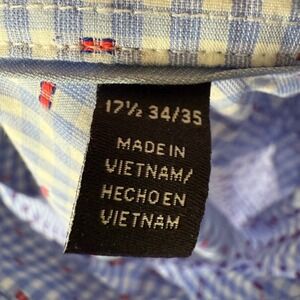 17½ 34/35
MADE IN
VIETNAM/
HECHO EN
VIETNAM